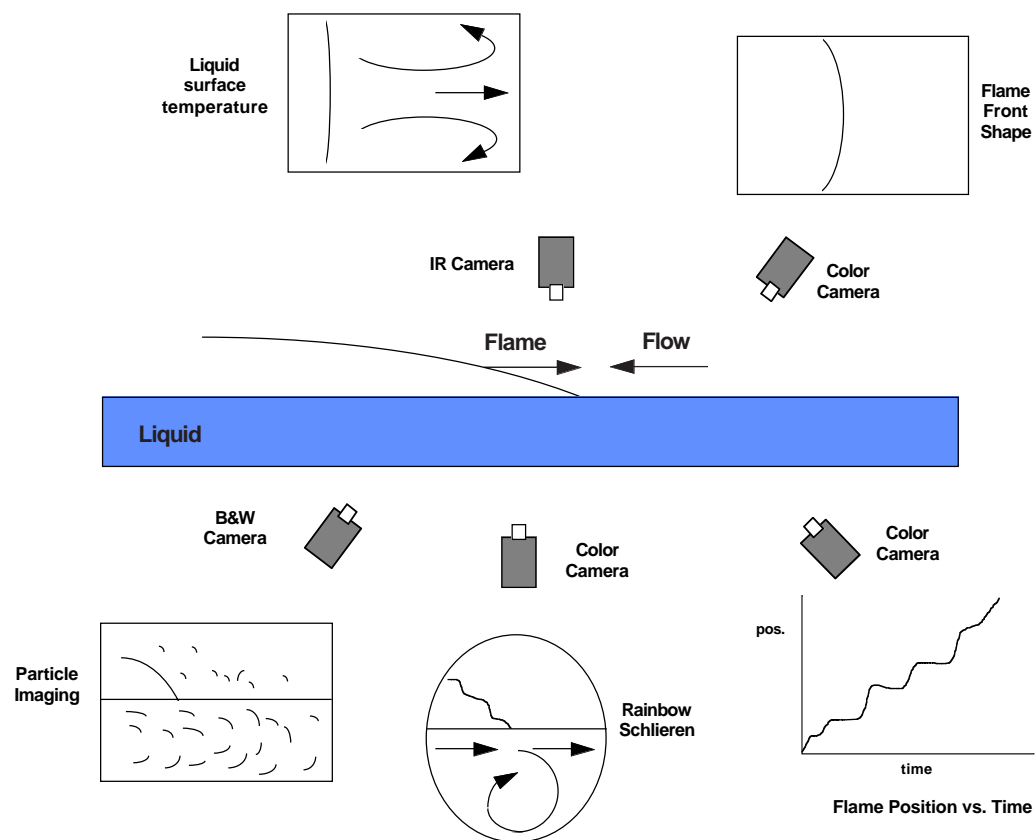 Liquid
surface
temperature
Flame
Front
Shape
IR Camera
Color
Camera
Flame
Flow
Liquid
B&W
Camera
Color
Camera
Color
Camera
Particle
Imaging
Rainbow
Schlieren
pos.
time
Flame Position vs. Time